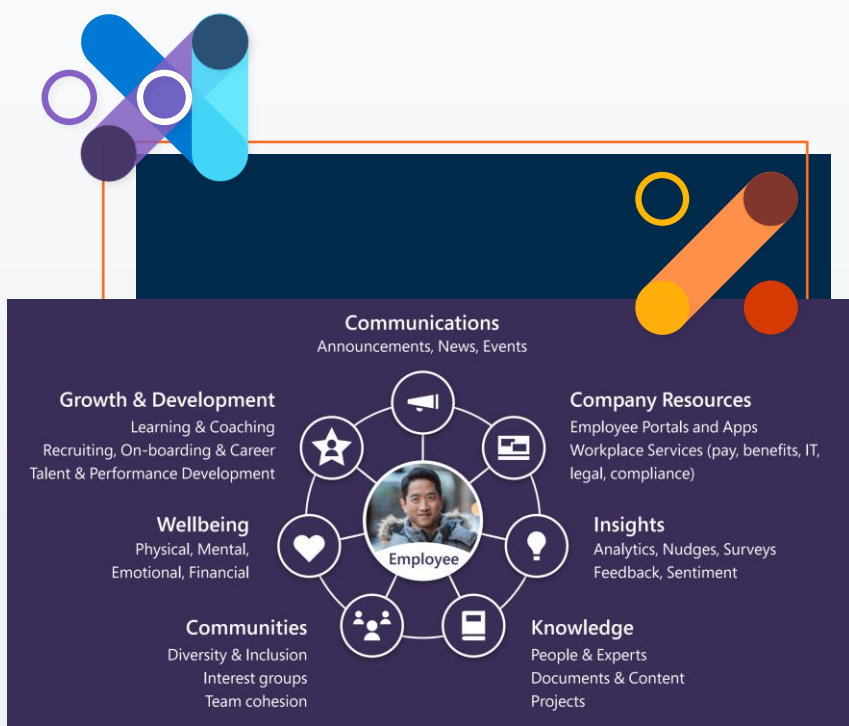 Communications
Announcements, News, Events
Growth & Development
Learning & Coaching
Recruiting, On-boarding & Career
Talent & Performance Development
Company Resources
Employee Portals and Apps
Workplace Services (pay, benefits, IT,
legal, compliance)
Wellbeing
Physical, Mental,
Emotional, Financial
Employee
Insights
Analytics, Nudges, Surveys
Feedback, Sentiment
Communities
Diversity & Inclusion
Interest groups
Team cohesion
Knowledge
People & Experts
Documents & Content
Projects